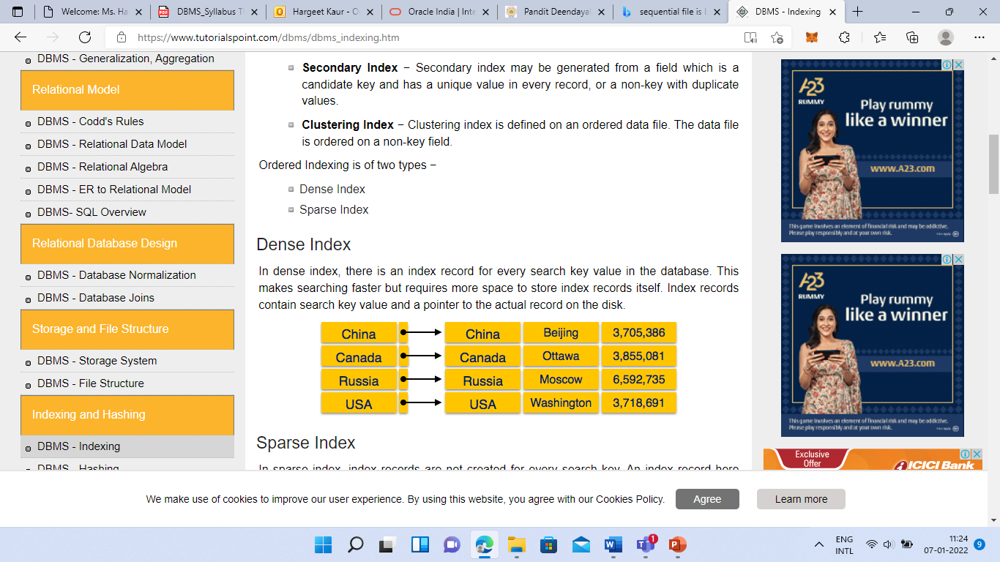 Welcome: Ms. Ha
DBMS_Syllabus Th
Hargeet Kaur - O
Oracle India | Inte
Pandit Deendayal
sequential file is b
DBMS - Indexing
https://www.tutorialspoint.com/dbms/dbms_indexing.htm
DBMS - Generalization, Aggregation
Relational Model
DBMS - Codd's Rules
DBMS - Relational Data Model
DBMS - Relational Algebra
DBMS - ER to Relational Model
DBMS- SQL Overview
Relational Database Design
DBMS - Database Normalization
DBMS - Database Joins
Storage and File Structure
DBMS - Storage System
DBMS - File Structure
Indexing and Hashing
DBMS - Indexing
DBMS - Hashing
Secondary Index − Secondary index may be generated from a field which is a
candidate key and has a unique value in every record, or a non-key with duplicate
values.
Clustering Index − Clustering index is defined on an ordered data file. The data file
is ordered on a non-key field.
Ordered Indexing is of two types −
Dense Index
Sparse Index
Dense Index
In dense index, there is an index record for every search key value in the database. This
makes searching faster but requires more space to store index records itself. Index records
contain search key value and a pointer to the actual record on the disk.
China China Beijing 3,705,386
Canada Canada Ottawa 3,855,081
Russia Russia Moscow 6,592,735
USA USA Washington 3,718,691
Sparse Index
In sparse index, index records are not created for every search key. An index record here
A23
RUMMY
Play rummy
like a winner
www.A23.com
This game involves an element of financial risk and may be addictive.
Please play responsibly and at your own risk.
A23
RUMMY
Play rummy
like a winner
www.A23.com
This game involves an element of financial risk and may be addictive.
Please play responsibly and at your own risk.
Exclusive
Offer
ICICI Bank
We make use of cookies to improve our user experience. By using this website, you agree with our Cookies Policy.
Agree
Learn more
1
ENG
INTL
11:24
07-01-2022
9